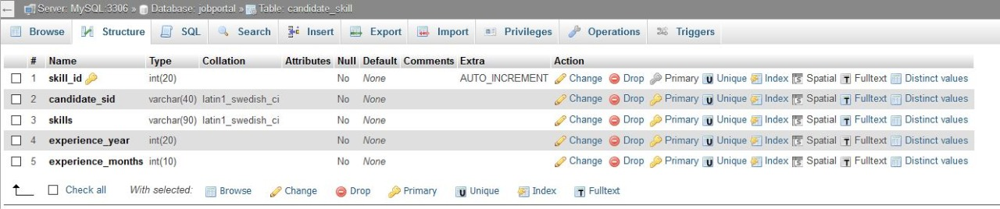 Server: MySQL:3306 » Database: jobportal » Table: candidate_skill
Browse Structure SQL Search Insert Export Import Privileges Operations Triggers
# Name Type Collation Attributes Null Default Comments Extra Action
1 skill_id int(20) No None AUTO_INCREMENT Change Drop Primary Unique Index Spatial Fulltext Distinct values
2 candidate_sid varchar(40) latin1_swedish_ci No None Change Drop Primary Unique Index Spatial Fulltext Distinct values
3 skills varchar(90) latin1_swedish_ci No None Change Drop Primary Unique Index Spatial Fulltext Distinct values
4 experience_year int(20) No None Change Drop Primary Unique Index Spatial Fulltext Distinct values
5 experience_months int(10) No None Change Drop Primary Unique Index Spatial Fulltext Distinct values
Check all With selected: Browse Change Drop Primary Unique Index Fulltext